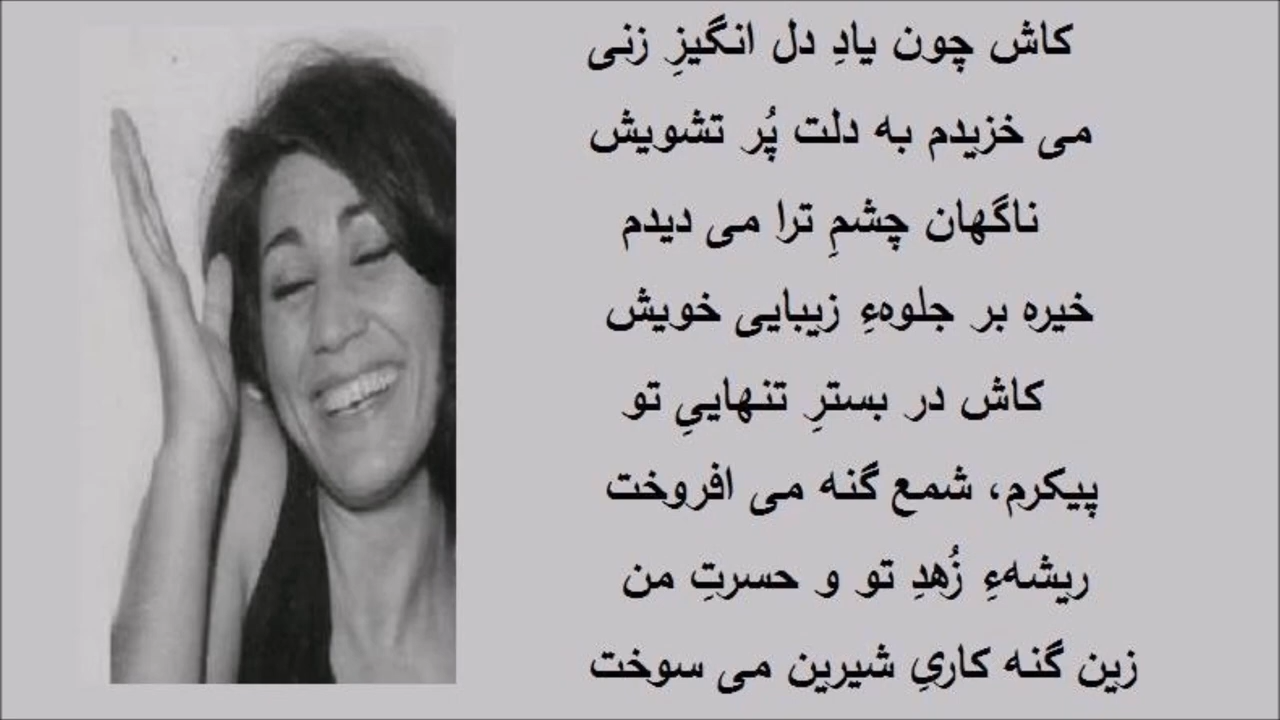 کاش چون یادِ دل انگیزِ زنی
می خزیدم به دلت پُر تشویش
ناگهان چشمِ ترا می دیدم
خیره بر جلوهءِ زیبایی خویش
کاش در بسترِ تنهاییِ تو
پیکرم، شمع گنه می افروخت
ریشهءِ زُهدِ تو و حسرتِ من
زین گنه کاریِ شیرین می سوخت